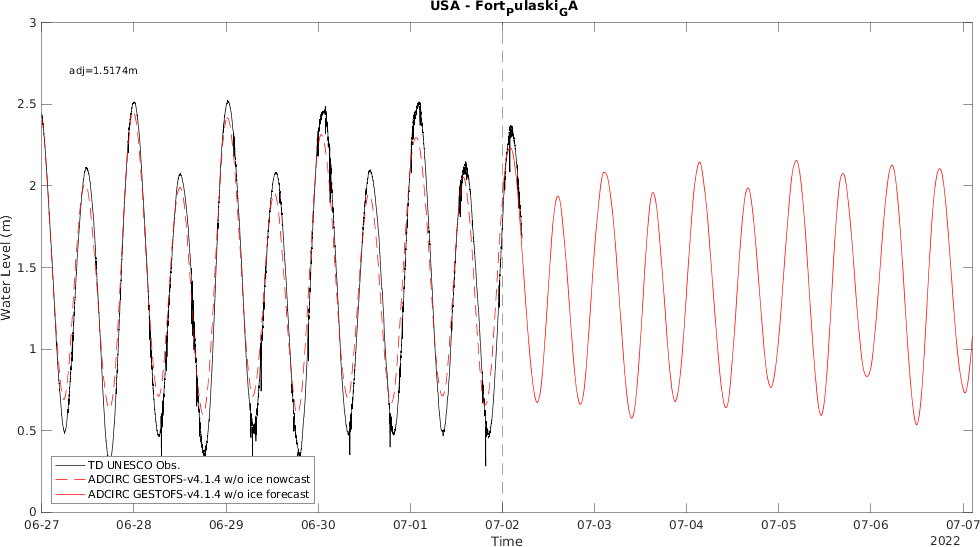 USA - Fort_Pulaski_GA
3
2.5
2
1.5
1
0.5
0
Water Level (m)
adj=1.5174m
TD UNESCO Obs.
ADCIRC GESTOFS-v4.1.4 w/o ice nowcast
ADCIRC GESTOFS-v4.1.4 w/o ice forecast
06-27 06-28 06-29 06-30 07-01 07-02 07-03 07-04 07-05 07-06 07-07
Time
2022